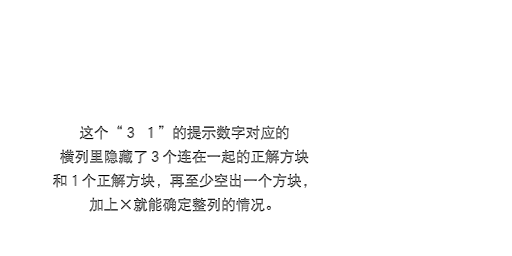 这个“3 1”的提示数字对应的
横列里隐藏了3个连在一起的正解方块
和1个正解方块，再至少空出一个方块，
加上×就能确定整列的情况。